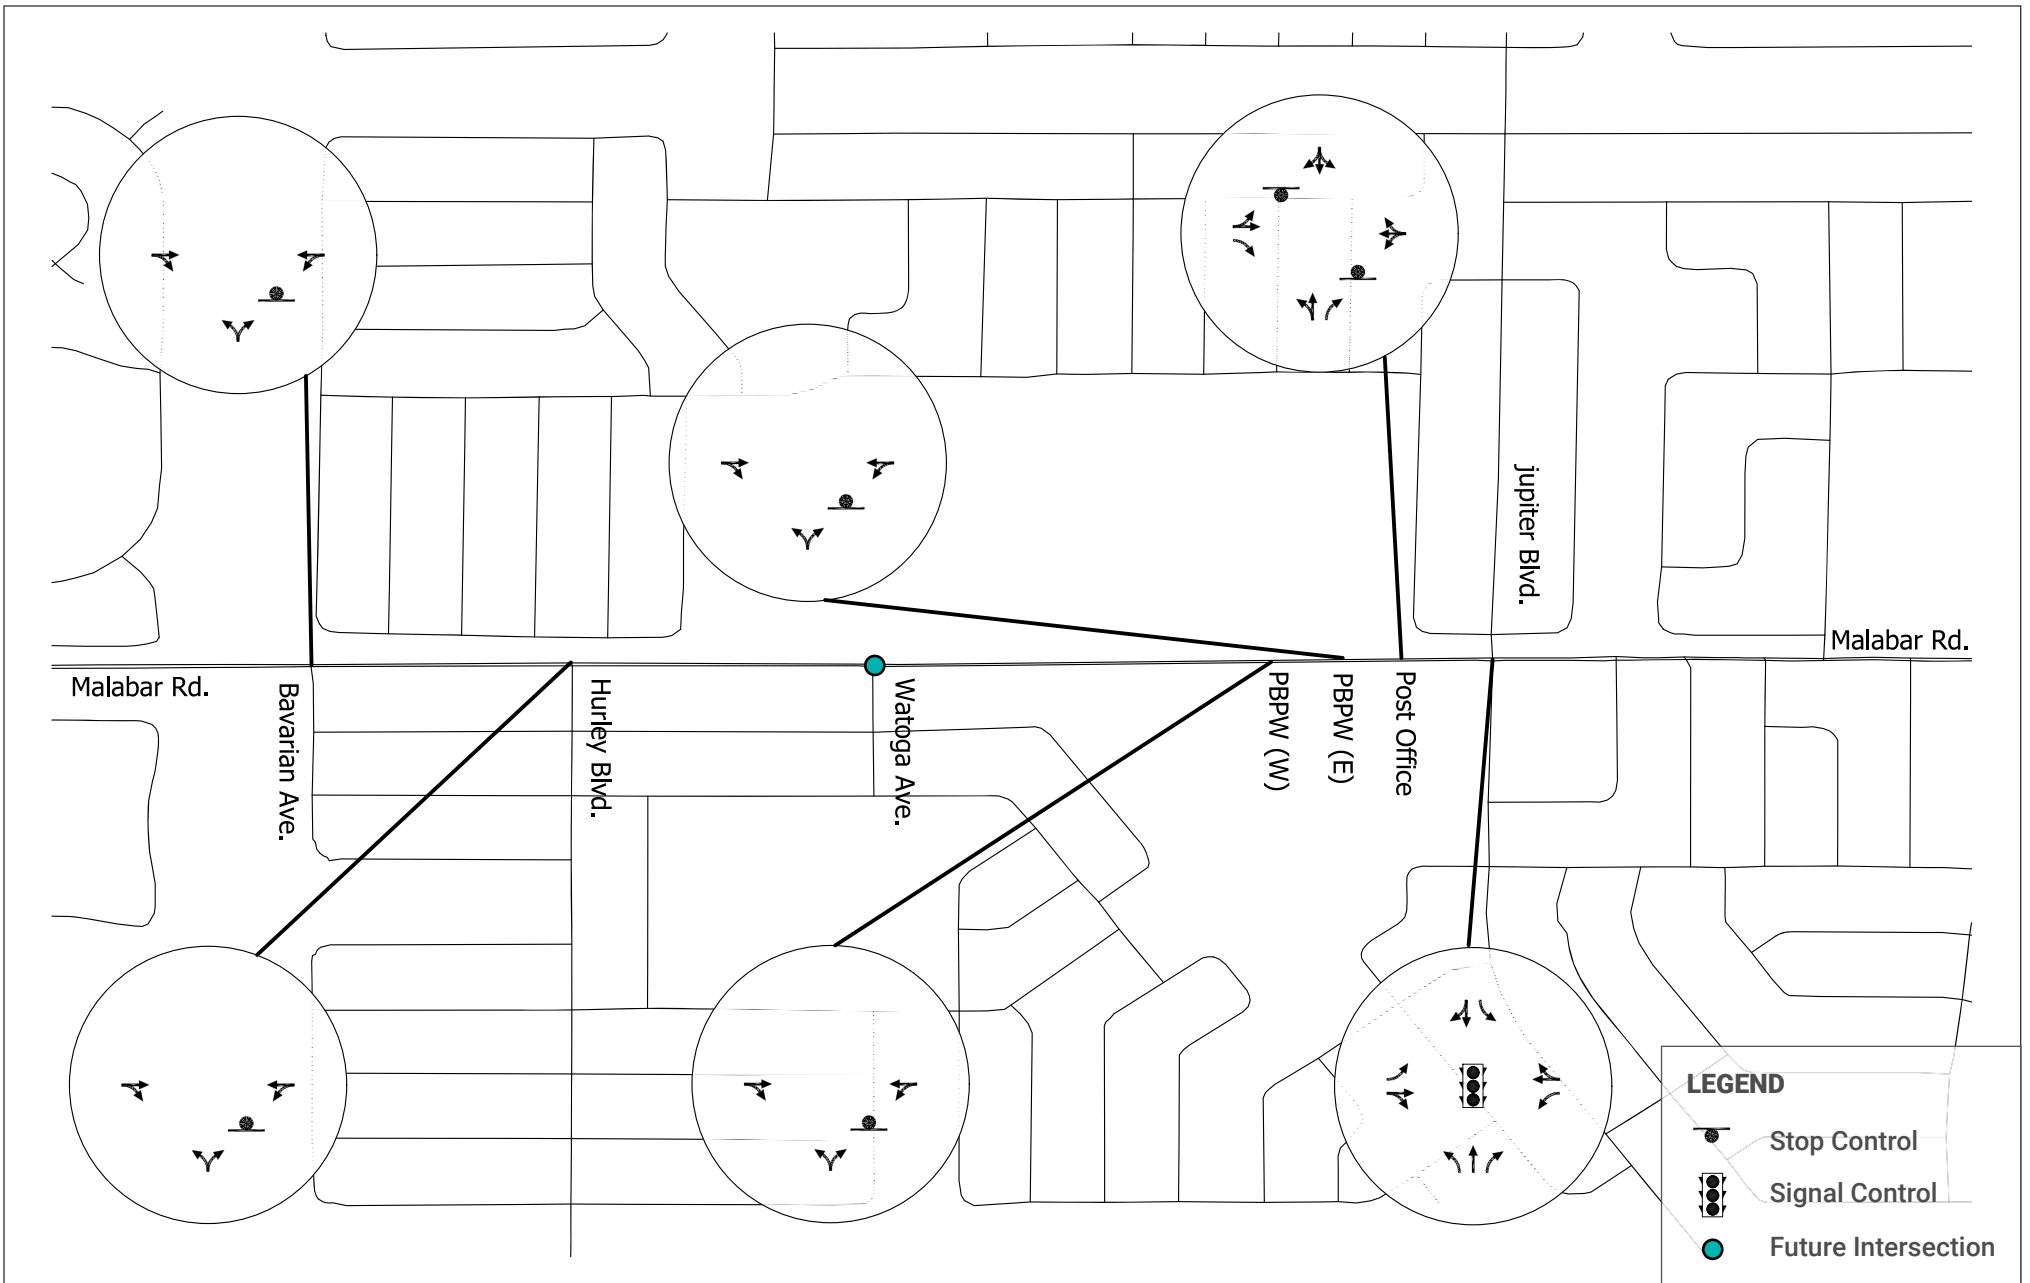 jupiter Blvd.
Malabar Rd.
Malabar Rd.
Bavarian Ave.
Hurley Blvd.
Watoga Ave.
PBPW (W)
PBPW (E)
Post Office
LEGEND
Stop Control
Signal Control
Future Intersection